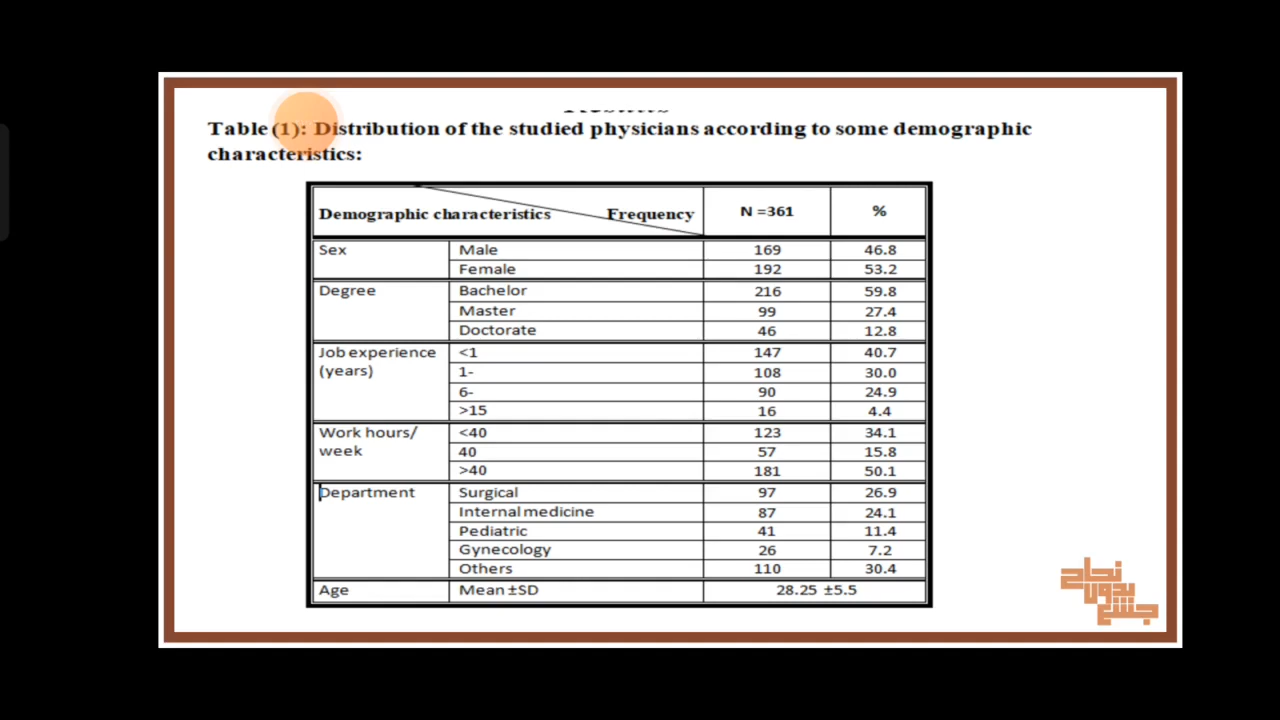 Results
Table (1): Distribution of the studied physicians according to some demographic
characteristics:
Demographic characteristics Frequency N =361 %
Sex Male 169 46.8
Female 192 53.2
Degree Bachelor 216 59.8
Master 99 27.4
Doctorate 46 12.8
Job experience <1 147 40.7
(years) 1- 108 30.0
6- 90 24.9
>15 16 4.4
Work hours/ <40 123 34.1
week 40 57 15.8
>40 181 50.1
Department Surgical 97 26.9
Internal medicine 87 24.1
Pediatric 41 11.4
Gynecology 26 7.2
Others 110 30.4
Age Mean ±SD 28.25 ±5.5
نجاح
بدون
جشع